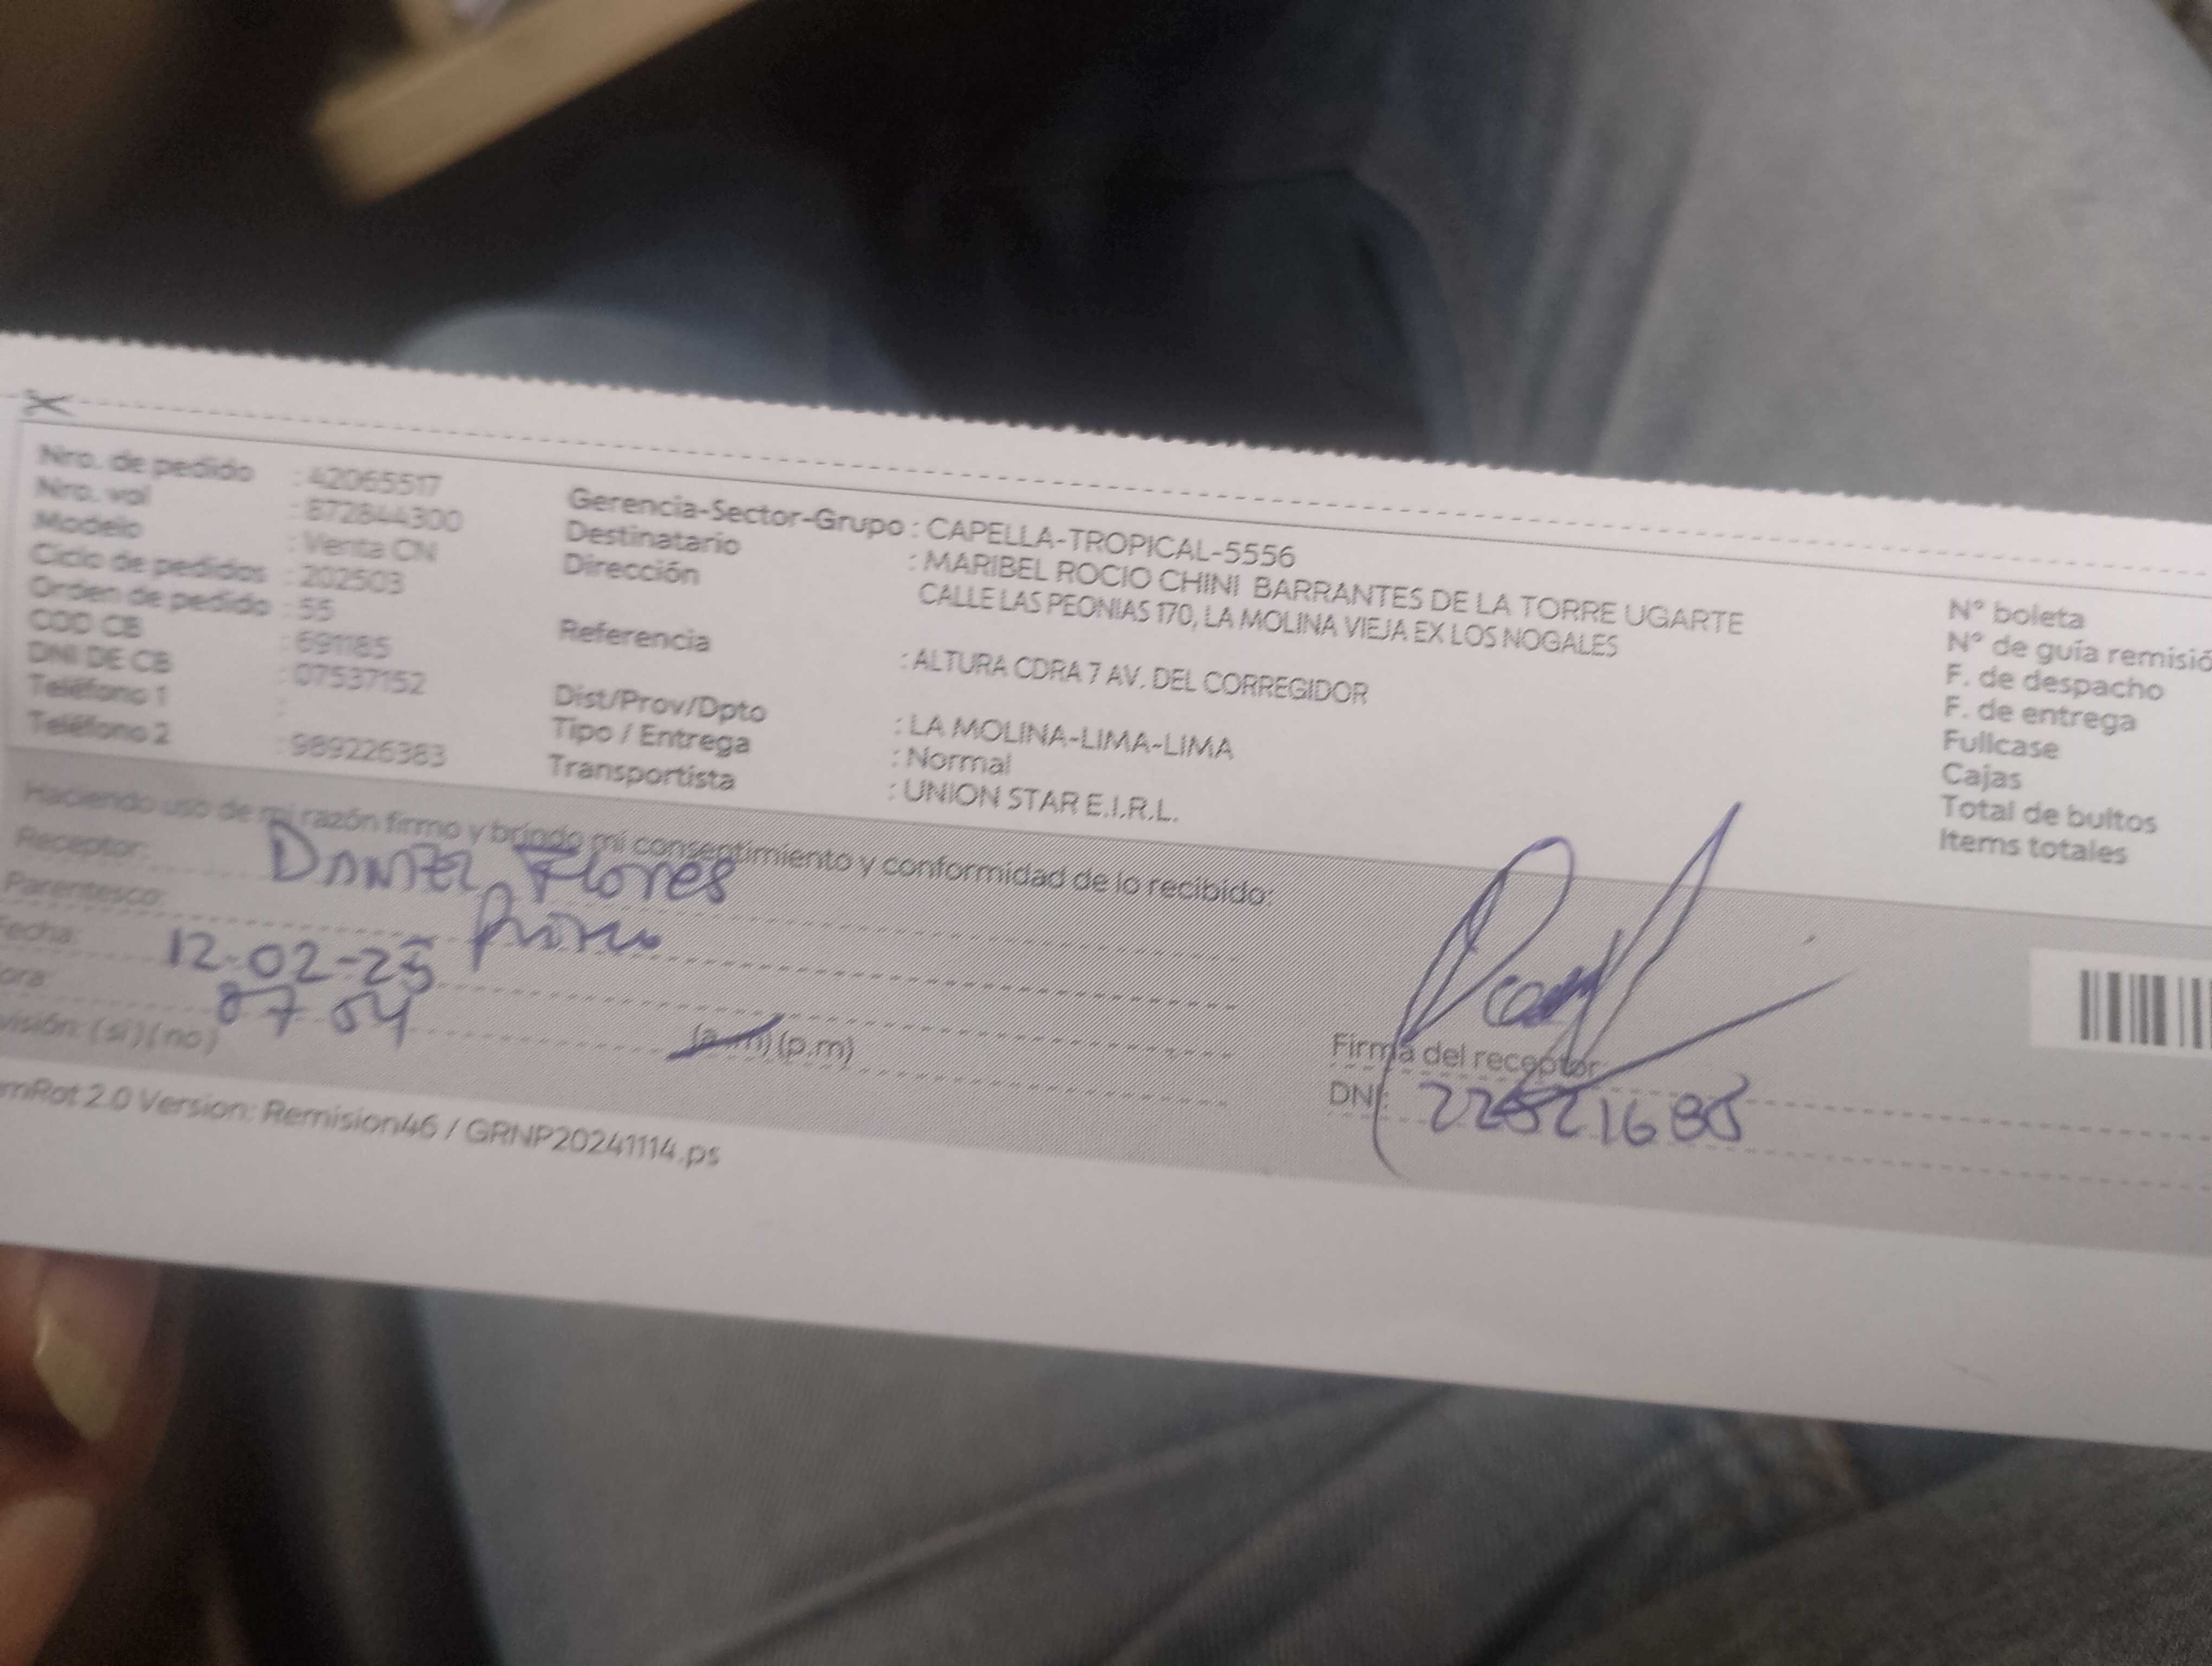 Nro. de pedido : 42065517
Nro. vpl : 872844300
Modelo : Venta CN
Ciclo de pedidos : 202503
Orden de pedido : 55
COD CB : 691185
DNI DE CB : 07537152
Teléfono 1 :
Teléfono 2 : 989226383
Gerencia-Sector-Grupo : CAPELLA-TROPICAL-5556
Destinatario : MARIBEL ROCIO CHINI BARRANTES DE LA TORRE UGARTE
Dirección CALLE LAS PEONIAS 170, LA MOLINA VIEJA EX LOS NOGALES
Referencia : ALTURA CDRA 7 AV. DEL CORREGIDOR
Dist/Prov/Dpto : LA MOLINA-LIMA-LIMA
Tipo / Entrega : Normal
Transportista : UNION STAR E.I.R.L.
N° boleta
N° de guía remisió
F. de despacho
F. de entrega
Fullcase
Cajas
Total de bultos
Items totales
Haciendo uso de mi razón firmo y brindo mi consentimiento y conformidad de lo recibido:
Receptor: DANIEL Flores
Parentesco:
Fecha: 12-02-25
ora: 07 04 (a.m) (p.m)
visión: (si) (no)
Firma del receptor
DNI:
mRot 2.0 Version: Remision46 / GRNP20241114.ps